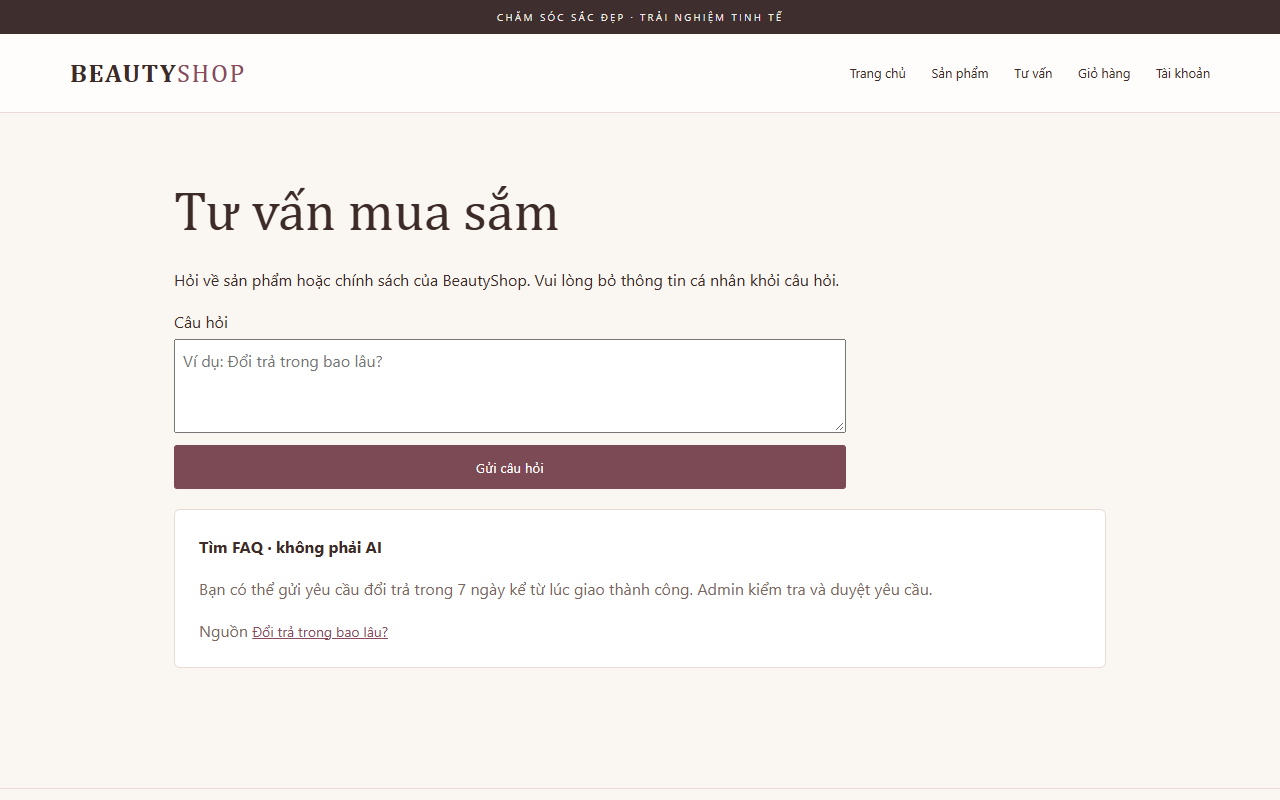 CHĂM SÓC SẮC ĐẸP · TRẢI NGHIỆM TINH TẾ
BEAUTYSHOP
Trang chủ Sản phẩm Tư vấn Giỏ hàng Tài khoản
Tư vấn mua sắm
Hỏi về sản phẩm hoặc chính sách của BeautyShop. Vui lòng bỏ thông tin cá nhân khỏi câu hỏi.
Câu hỏi
Ví dụ: Đổi trả trong bao lâu?
Gửi câu hỏi
Tìm FAQ · không phải AI
Bạn có thể gửi yêu cầu đổi trả trong 7 ngày kể từ lúc giao thành công. Admin kiểm tra và duyệt yêu cầu.
Nguồn Đổi trả trong bao lâu?